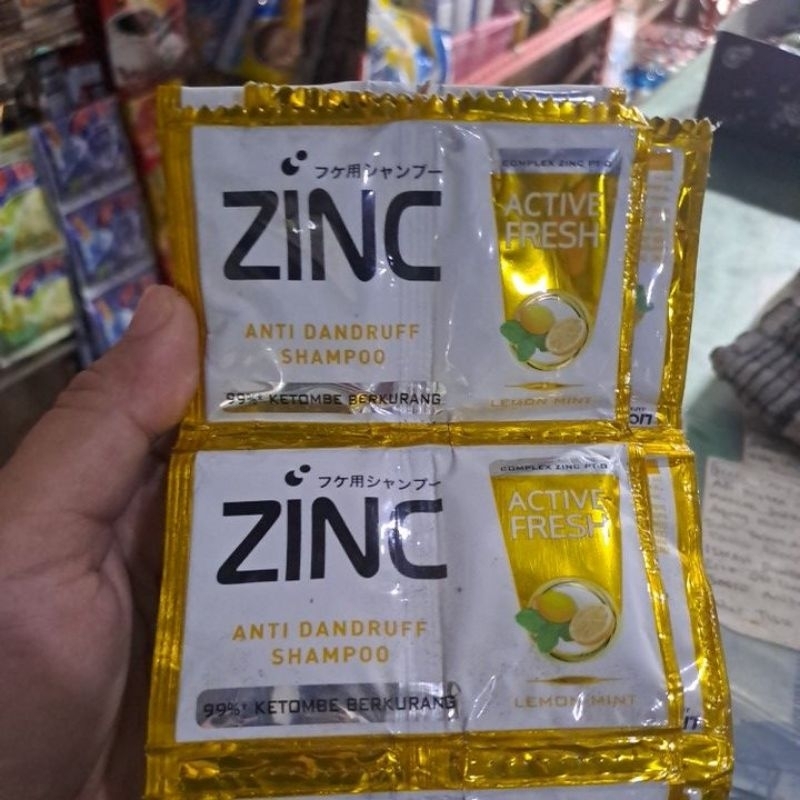 フケ用シャンプー
ZINC
ANTI DANDRUFF
SHAMPOO
99%† KETOMBE BERKURANG
COMPLEX ZINC PT-O
ACTIVE
FRESH
LEMON MINT
フケ用シャンプー
ZINC
ANTI DANDRUFF
SHAMPOO
99%† KETOMBE BERKURANG
COMPLEX ZINC PT-O
ACTIVE
FRESH
LEMON MINT